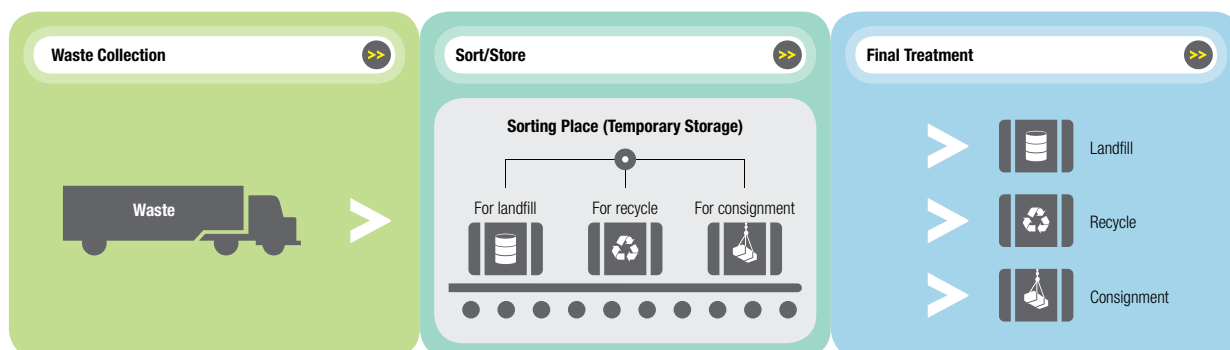 Waste Collection
>>
Sort/Store
>>
Final Treatment
>>
Waste
Sorting Place (Temporary Storage)
For landfill
For recycle
For consignment
Landfill
Recycle
Consignment